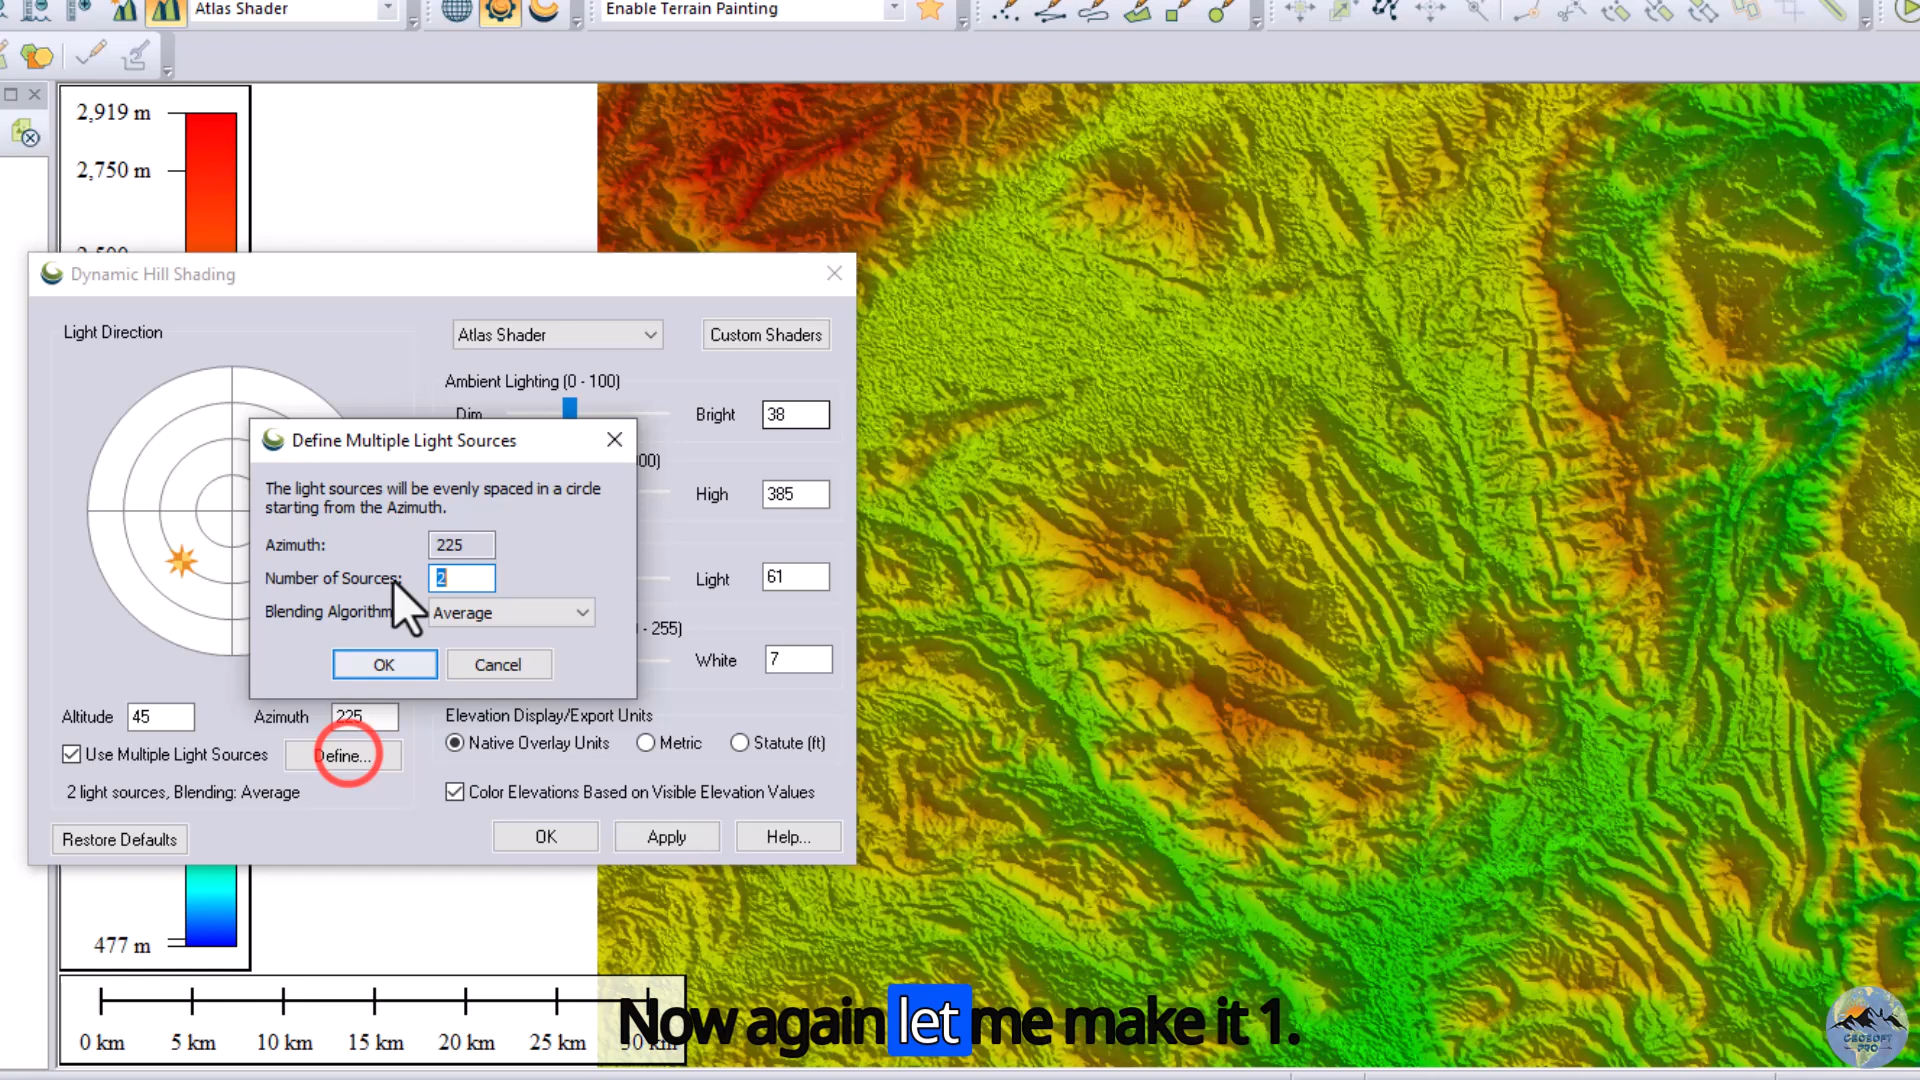 Atlas Shader
Enable Terrain Painting
2,919 m
2,750 m
Dynamic Hill Shading
Light Direction
Atlas Shader
Custom Shaders
Ambient Lighting (0 - 100)
Dim
Bright
38
Define Multiple Light Sources
High
385
The light sources will be evenly spaced in a circle
starting from the Azimuth.
Azimuth:
225
Number of Sources:
2
Light
61
Blending Algorithm
Average
- 255)
White
7
OK
Cancel
Altitude
45
Azimuth
225
Elevation Display/Export Units
Native Overlay Units
Metric
Statute (ft)
Use Multiple Light Sources
Define...
2 light sources, Blending: Average
Color Elevations Based on Visible Elevation Values
Restore Defaults
OK
Apply
Help...
477 m
0 km
5 km
10 km
15 km
20 km
25 km
Now again let me make it 1.
GEOSOFT
PRO